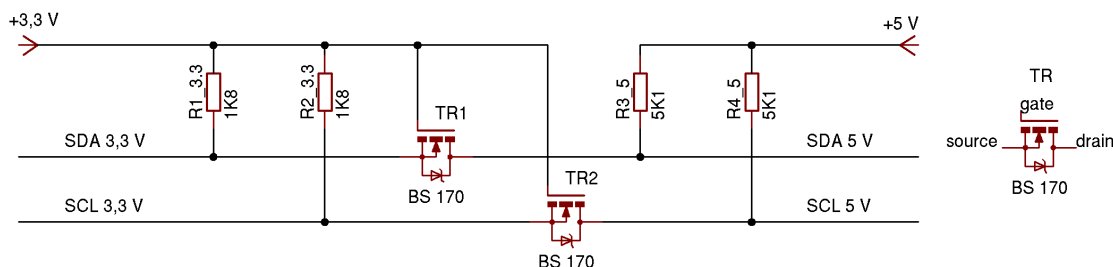 +3,3 V
+5 V
R1_3.3
1K8
R2_3.3
1K8
TR1
R3_5
5K1
R4_5
5K1
TR
gate
SDA 3,3 V
SDA 5 V
source
drain
BS 170
TR2
BS 170
SCL 3,3 V
SCL 5 V
BS 170